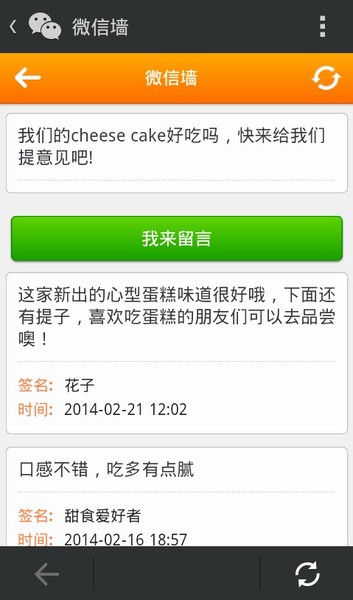 微信墙
微信墙
我们的cheese cake好吃吗，快来给我们
提意见吧!
我来留言
这家新出的心型蛋糕味道很好哦，下面还
有提子，喜欢吃蛋糕的朋友们可以去品尝
噢！
签名: 花子
时间: 2014-02-21 12:02
口感不错，吃多有点腻
签名: 甜食爱好者
时间: 2014-02-16 18:57